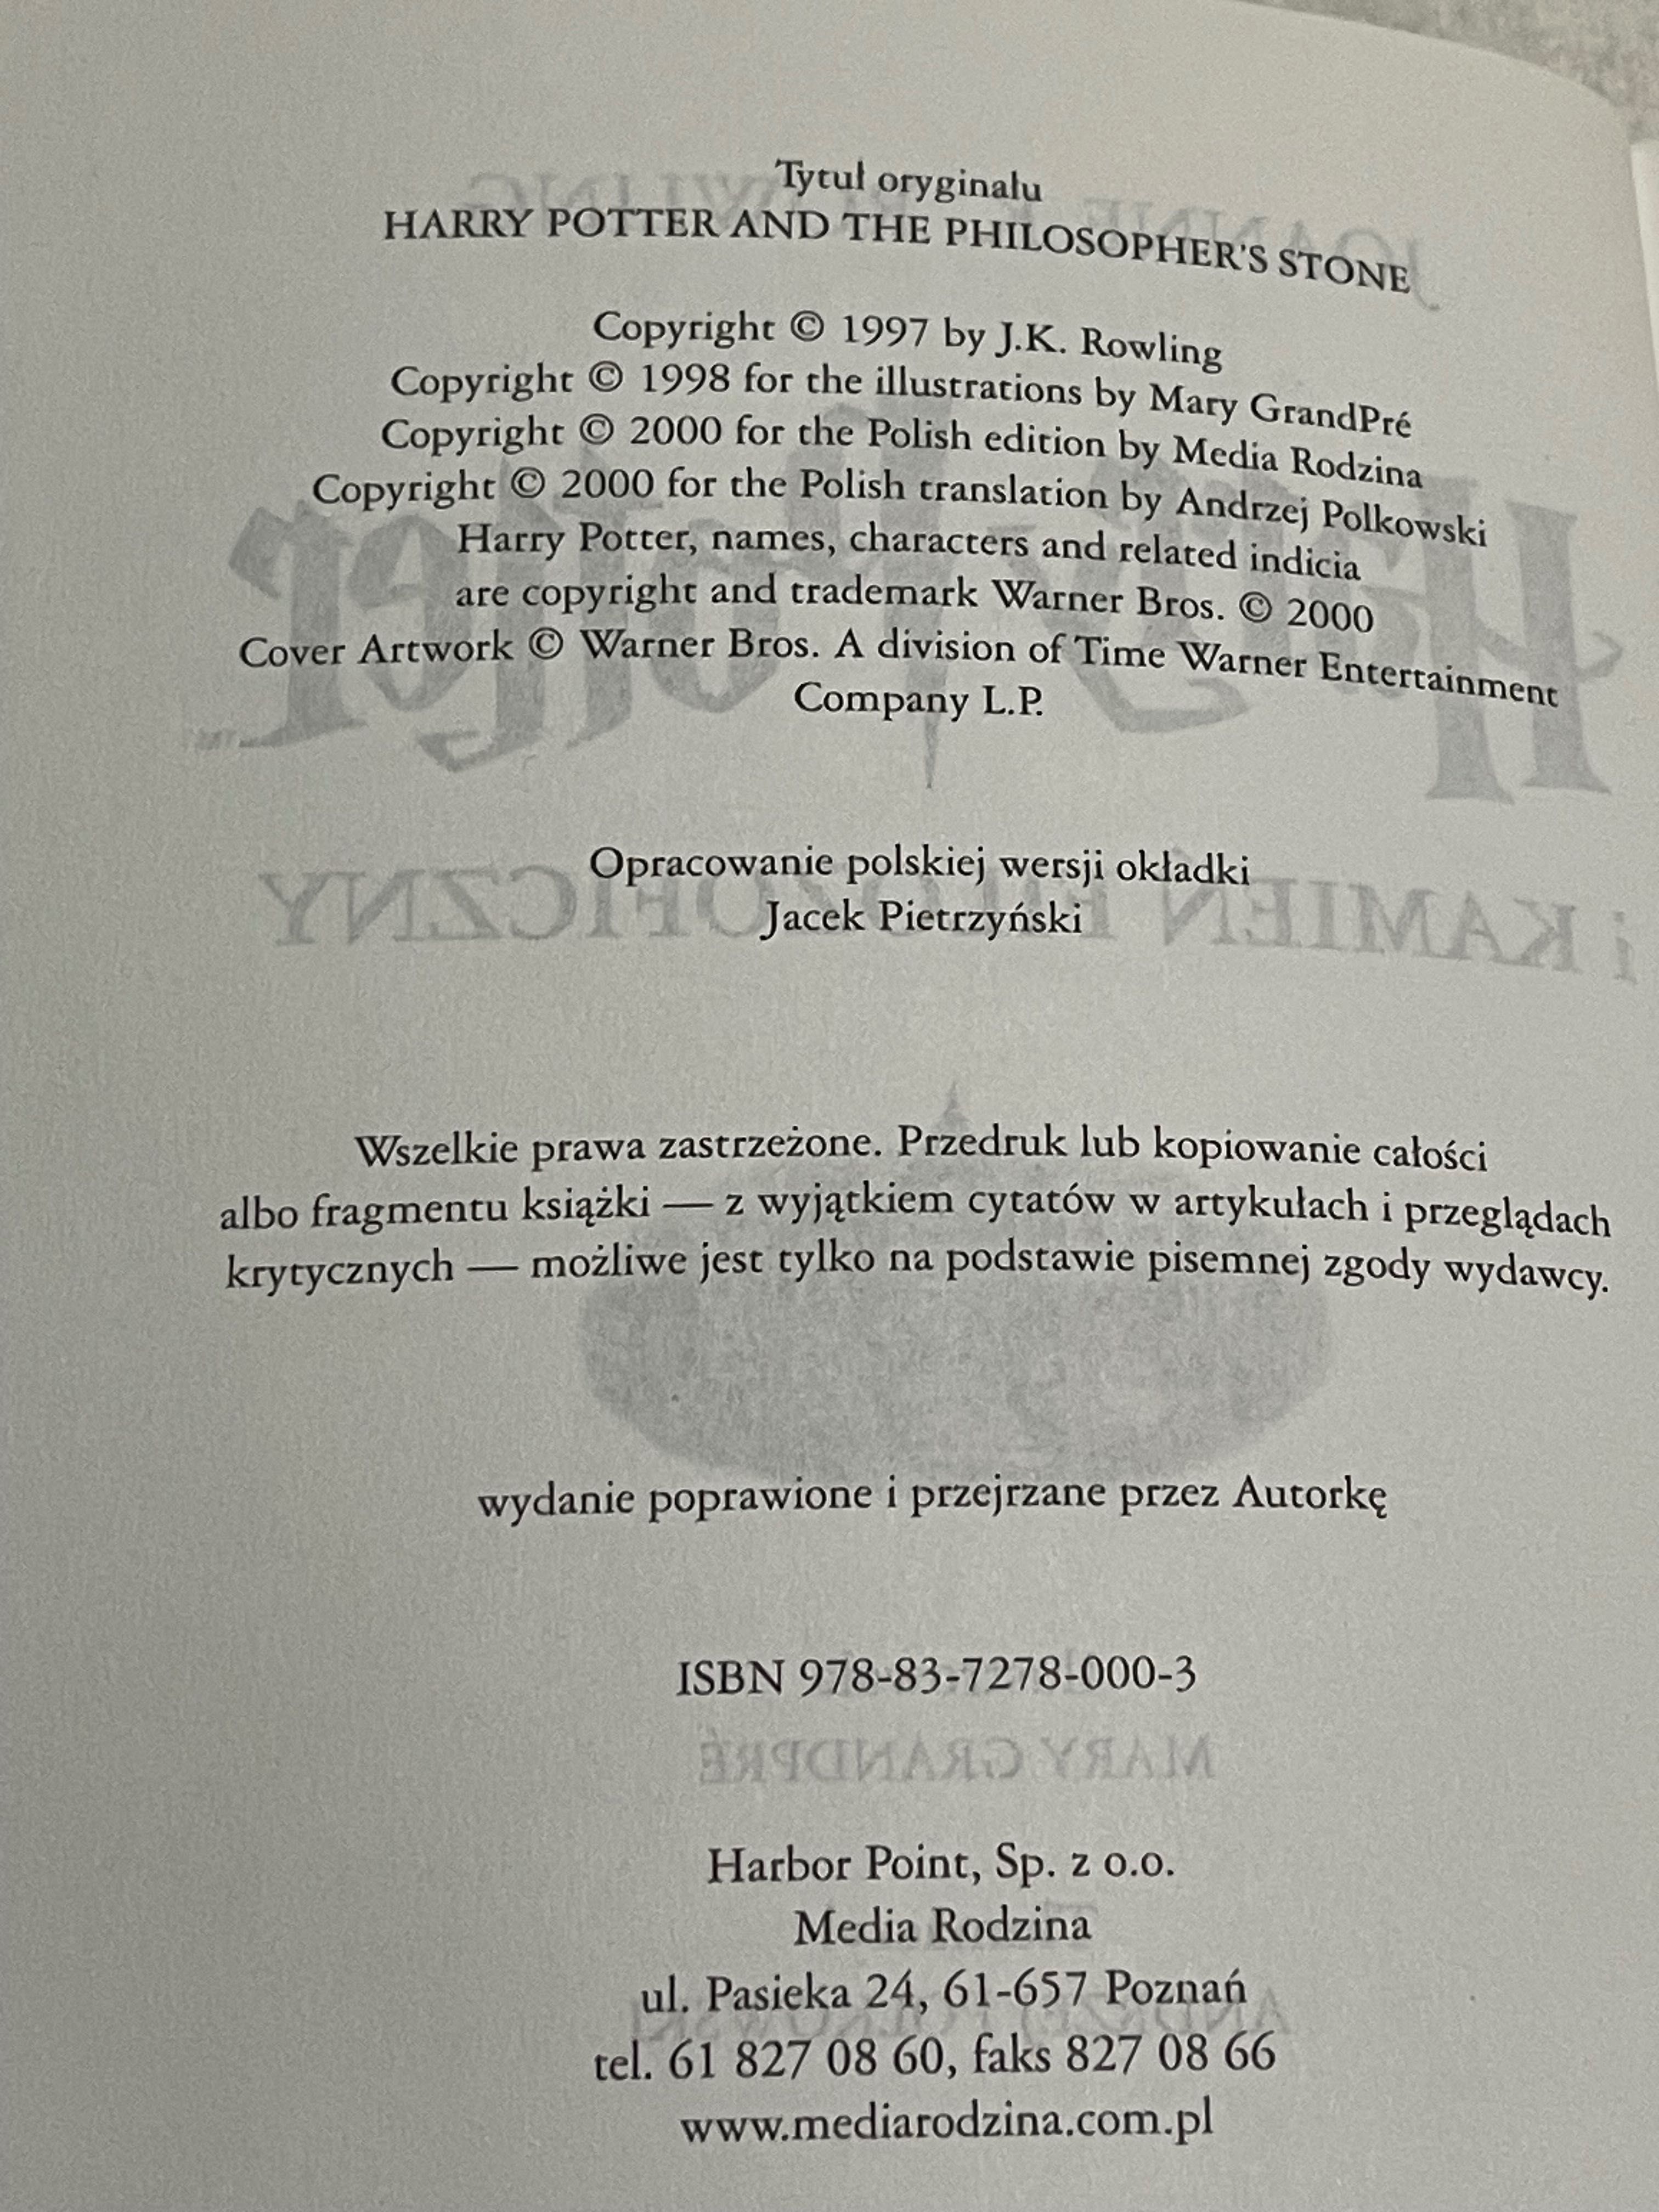 Tytuł oryginału
HARRY POTTER AND THE PHILOSOPHER'S STONE
Copyright © 1997 by J.K. Rowling
Copyright © 1998 for the illustrations by Mary GrandPré
Copyright © 2000 for the Polish edition by Media Rodzina
Copyright © 2000 for the Polish translation by Andrzej Polkowski
Harry Potter, names, characters and related indicia
are copyright and trademark Warner Bros. © 2000
Cover Artwork © Warner Bros. A division of Time Warner Entertainment
Company L.P.
Opracowanie polskiej wersji okładki
Jacek Pietrzyński
Wszelkie prawa zastrzeżone. Przedruk lub kopiowanie całości
albo fragmentu książki — z wyjątkiem cytatów w artykułach i przeglądach
krytycznych — możliwe jest tylko na podstawie pisemnej zgody wydawcy.
wydanie poprawione i przejrzane przez Autorkę
ISBN 978-83-7278-000-3
MARY GRANDPRÉ
Harbor Point, Sp. z o.o.
Media Rodzina
ul. Pasieka 24, 61-657 Poznań
tel. 61 827 08 60, faks 827 08 66
www.mediarodzina.com.pl